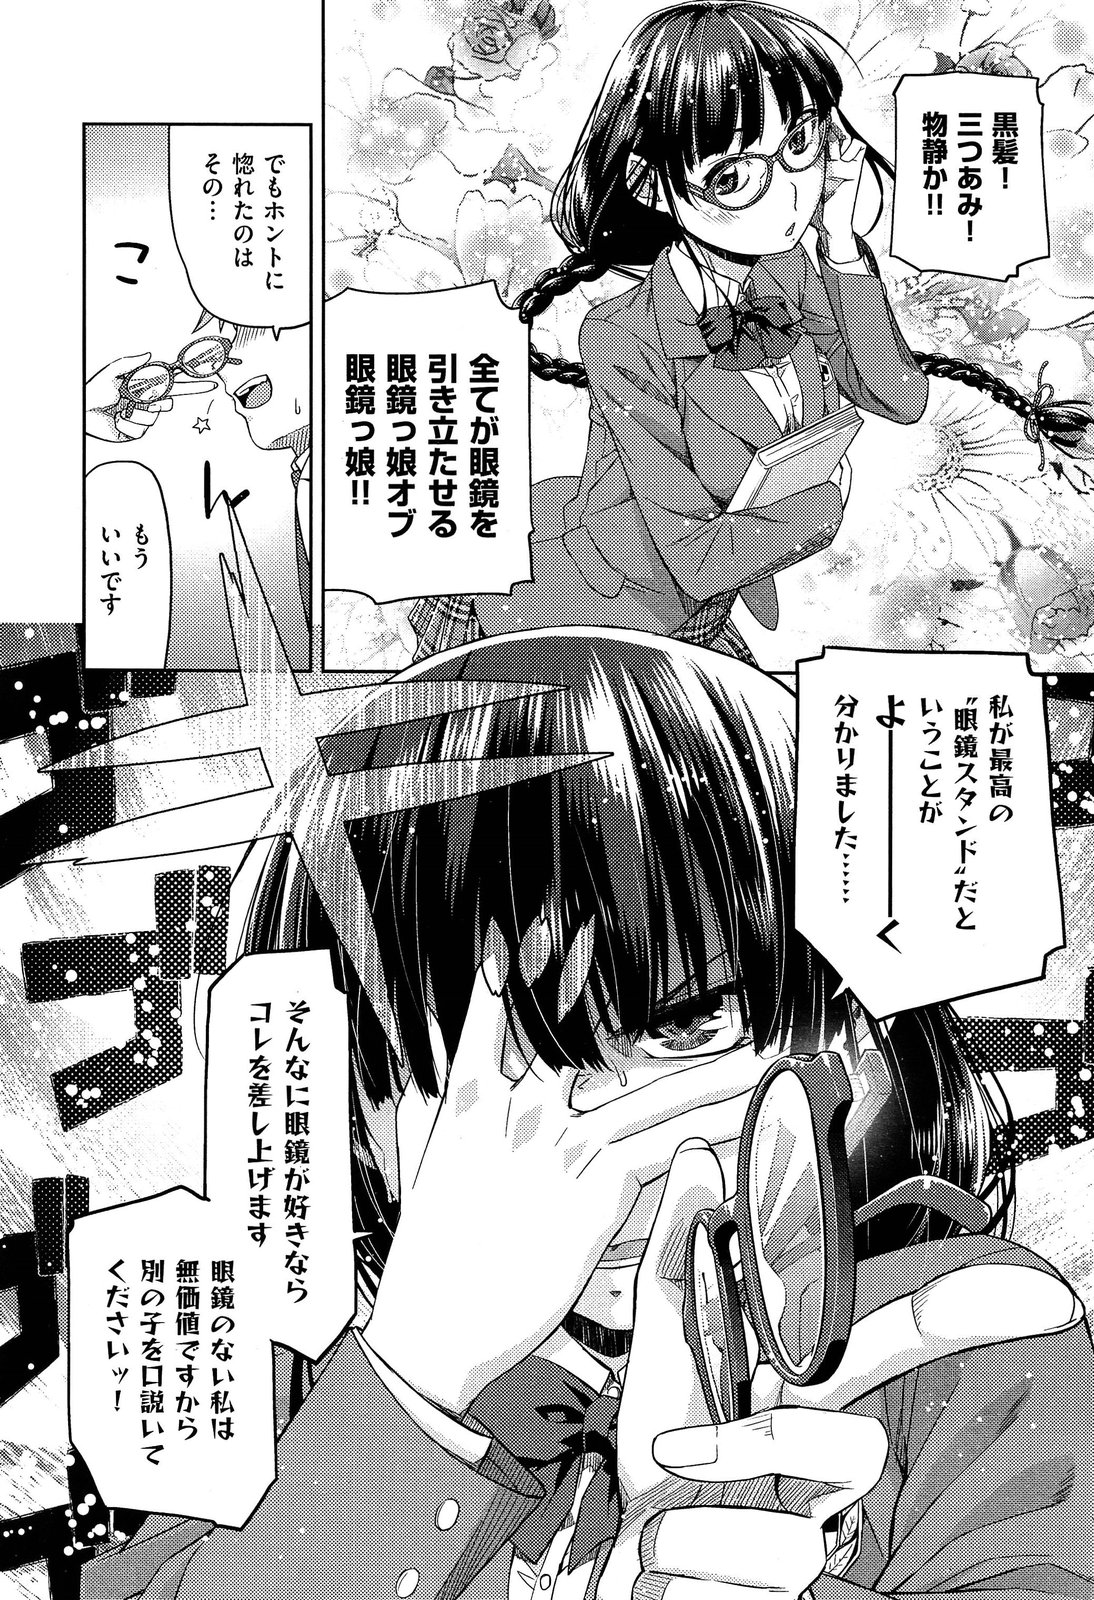 黒髪！
三つあみ！
物静か!!
全てが眼鏡を
引き立たせる
眼鏡っ娘オブ
眼鏡っ娘!!
でもホントに
惚れたのは
その…
もう
いいです
私が最高の
〝眼鏡スタンド〟だと
いうことが
よーーーく
分かりました……
そんなに眼鏡が好きなら
コレを差し上げます
眼鏡のない私は
無価値ですから
別の子を口説いて
くださいッ！